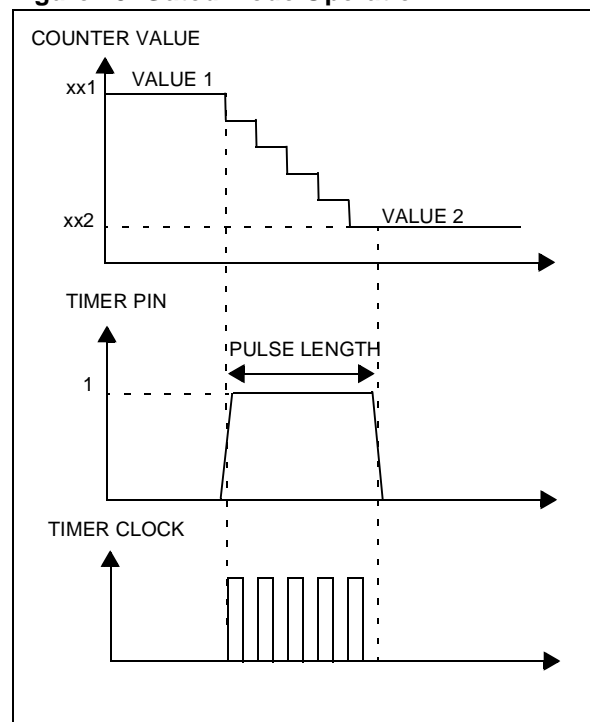 COUNTER VALUE
xx1
VALUE 1
xx2
VALUE 2
TIMER PIN
PULSE LENGTH
1
TIMER CLOCK